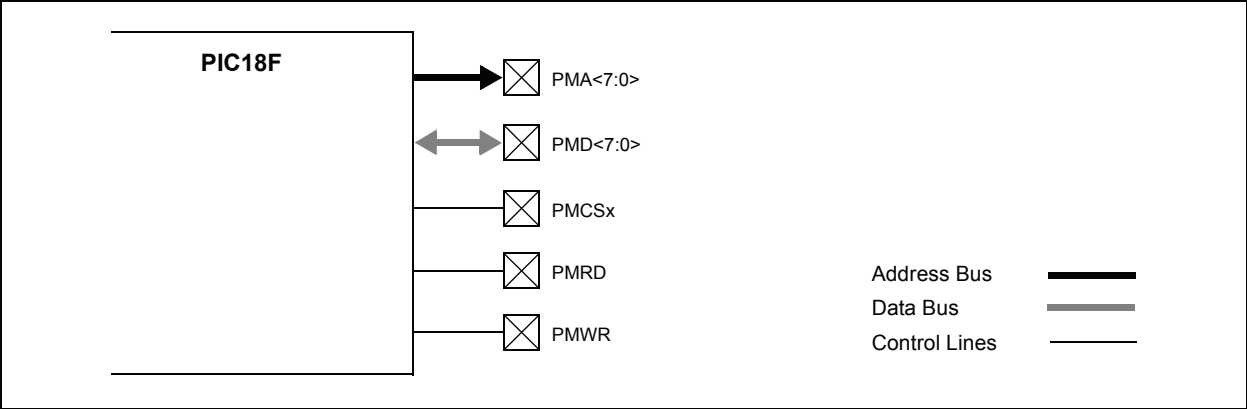 PIC18F
PMA<7:0>
PMD<7:0>
PMCSx
PMRD
PMWR
Address Bus
Data Bus
Control Lines